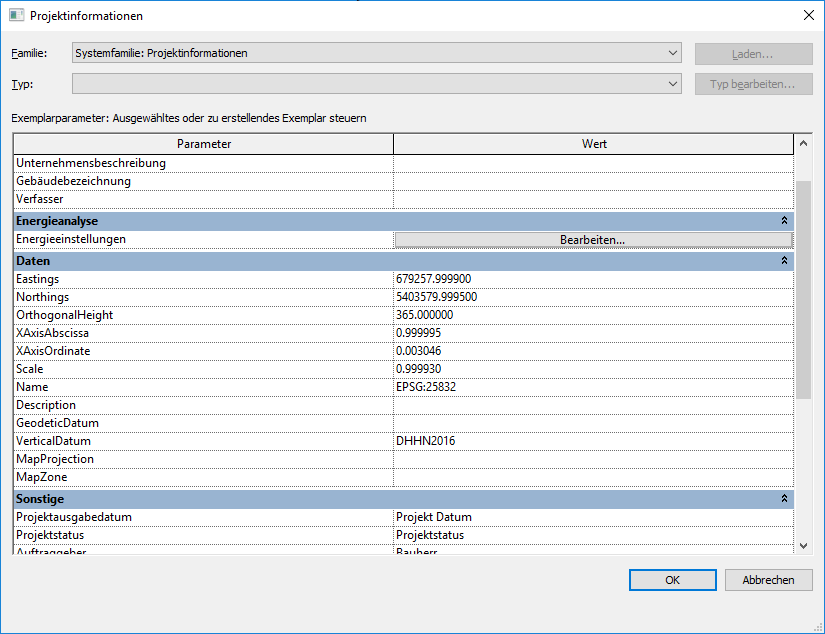 Projektinformationen
Familie: Systemfamilie: Projektinformationen Laden...
Typ: Typ bearbeiten...
Exemplarparameter: Ausgewähltes oder zu erstellendes Exemplar steuern
Parameter Wert
Unternehmensbeschreibung
Gebäudebezeichnung
Verfasser
Energieanalyse
Energieeinstellungen Bearbeiten...
Daten
Eastings 679257.999900
Northings 5403579.999500
OrthogonalHeight 365.000000
XAxisAbscissa 0.999995
XAxisOrdinate 0.003046
Scale 0.999930
Name EPSG:25832
Description
GeodeticDatum
VerticalDatum DHHN2016
MapProjection
MapZone
Sonstige
Projektausgabedatum Projekt Datum
Projektstatus Projektstatus
Auftraggeber Bauherr
OK Abbrechen